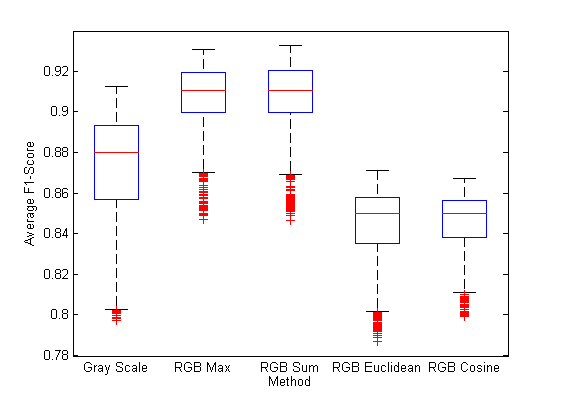 0.92
0.9
0.88
0.86
0.84
0.82
0.8
0.78
Average F1-Score
Gray Scale RGB Max RGB Sum RGB Euclidean RGB Cosine
Method